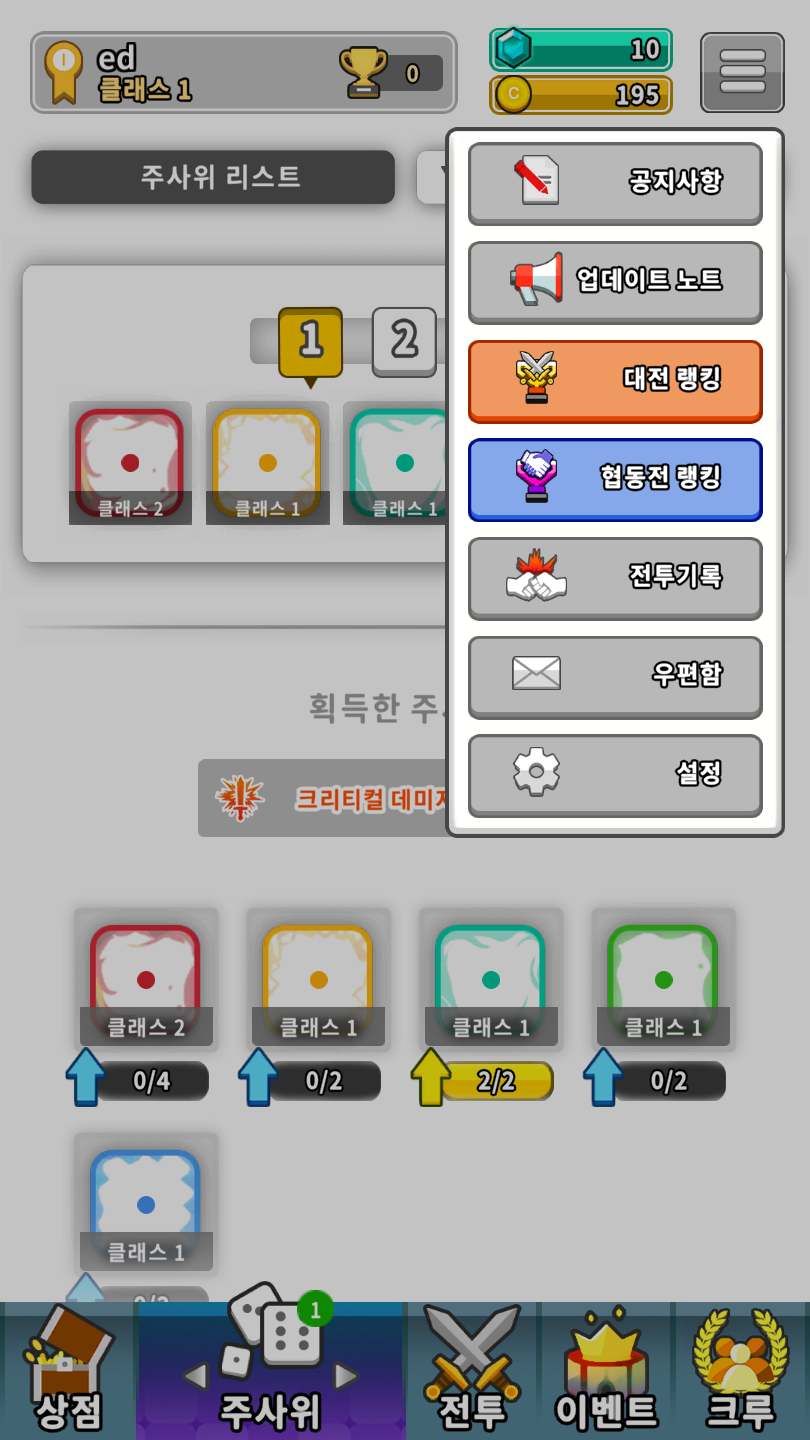 ed
클래스 1
0
10
195
주사위 리스트
공지사항
업데이트 노트
대전 랭킹
협동전 랭킹
전투기록
우편함
설정
1
2
클래스 2
클래스 1
클래스 1
획득한 주
크리티컬 데미지
클래스 2
클래스 1
클래스 1
클래스 1
0/4
0/2
2/2
0/2
클래스 1
1
상점
주사위
전투
이벤트
크루